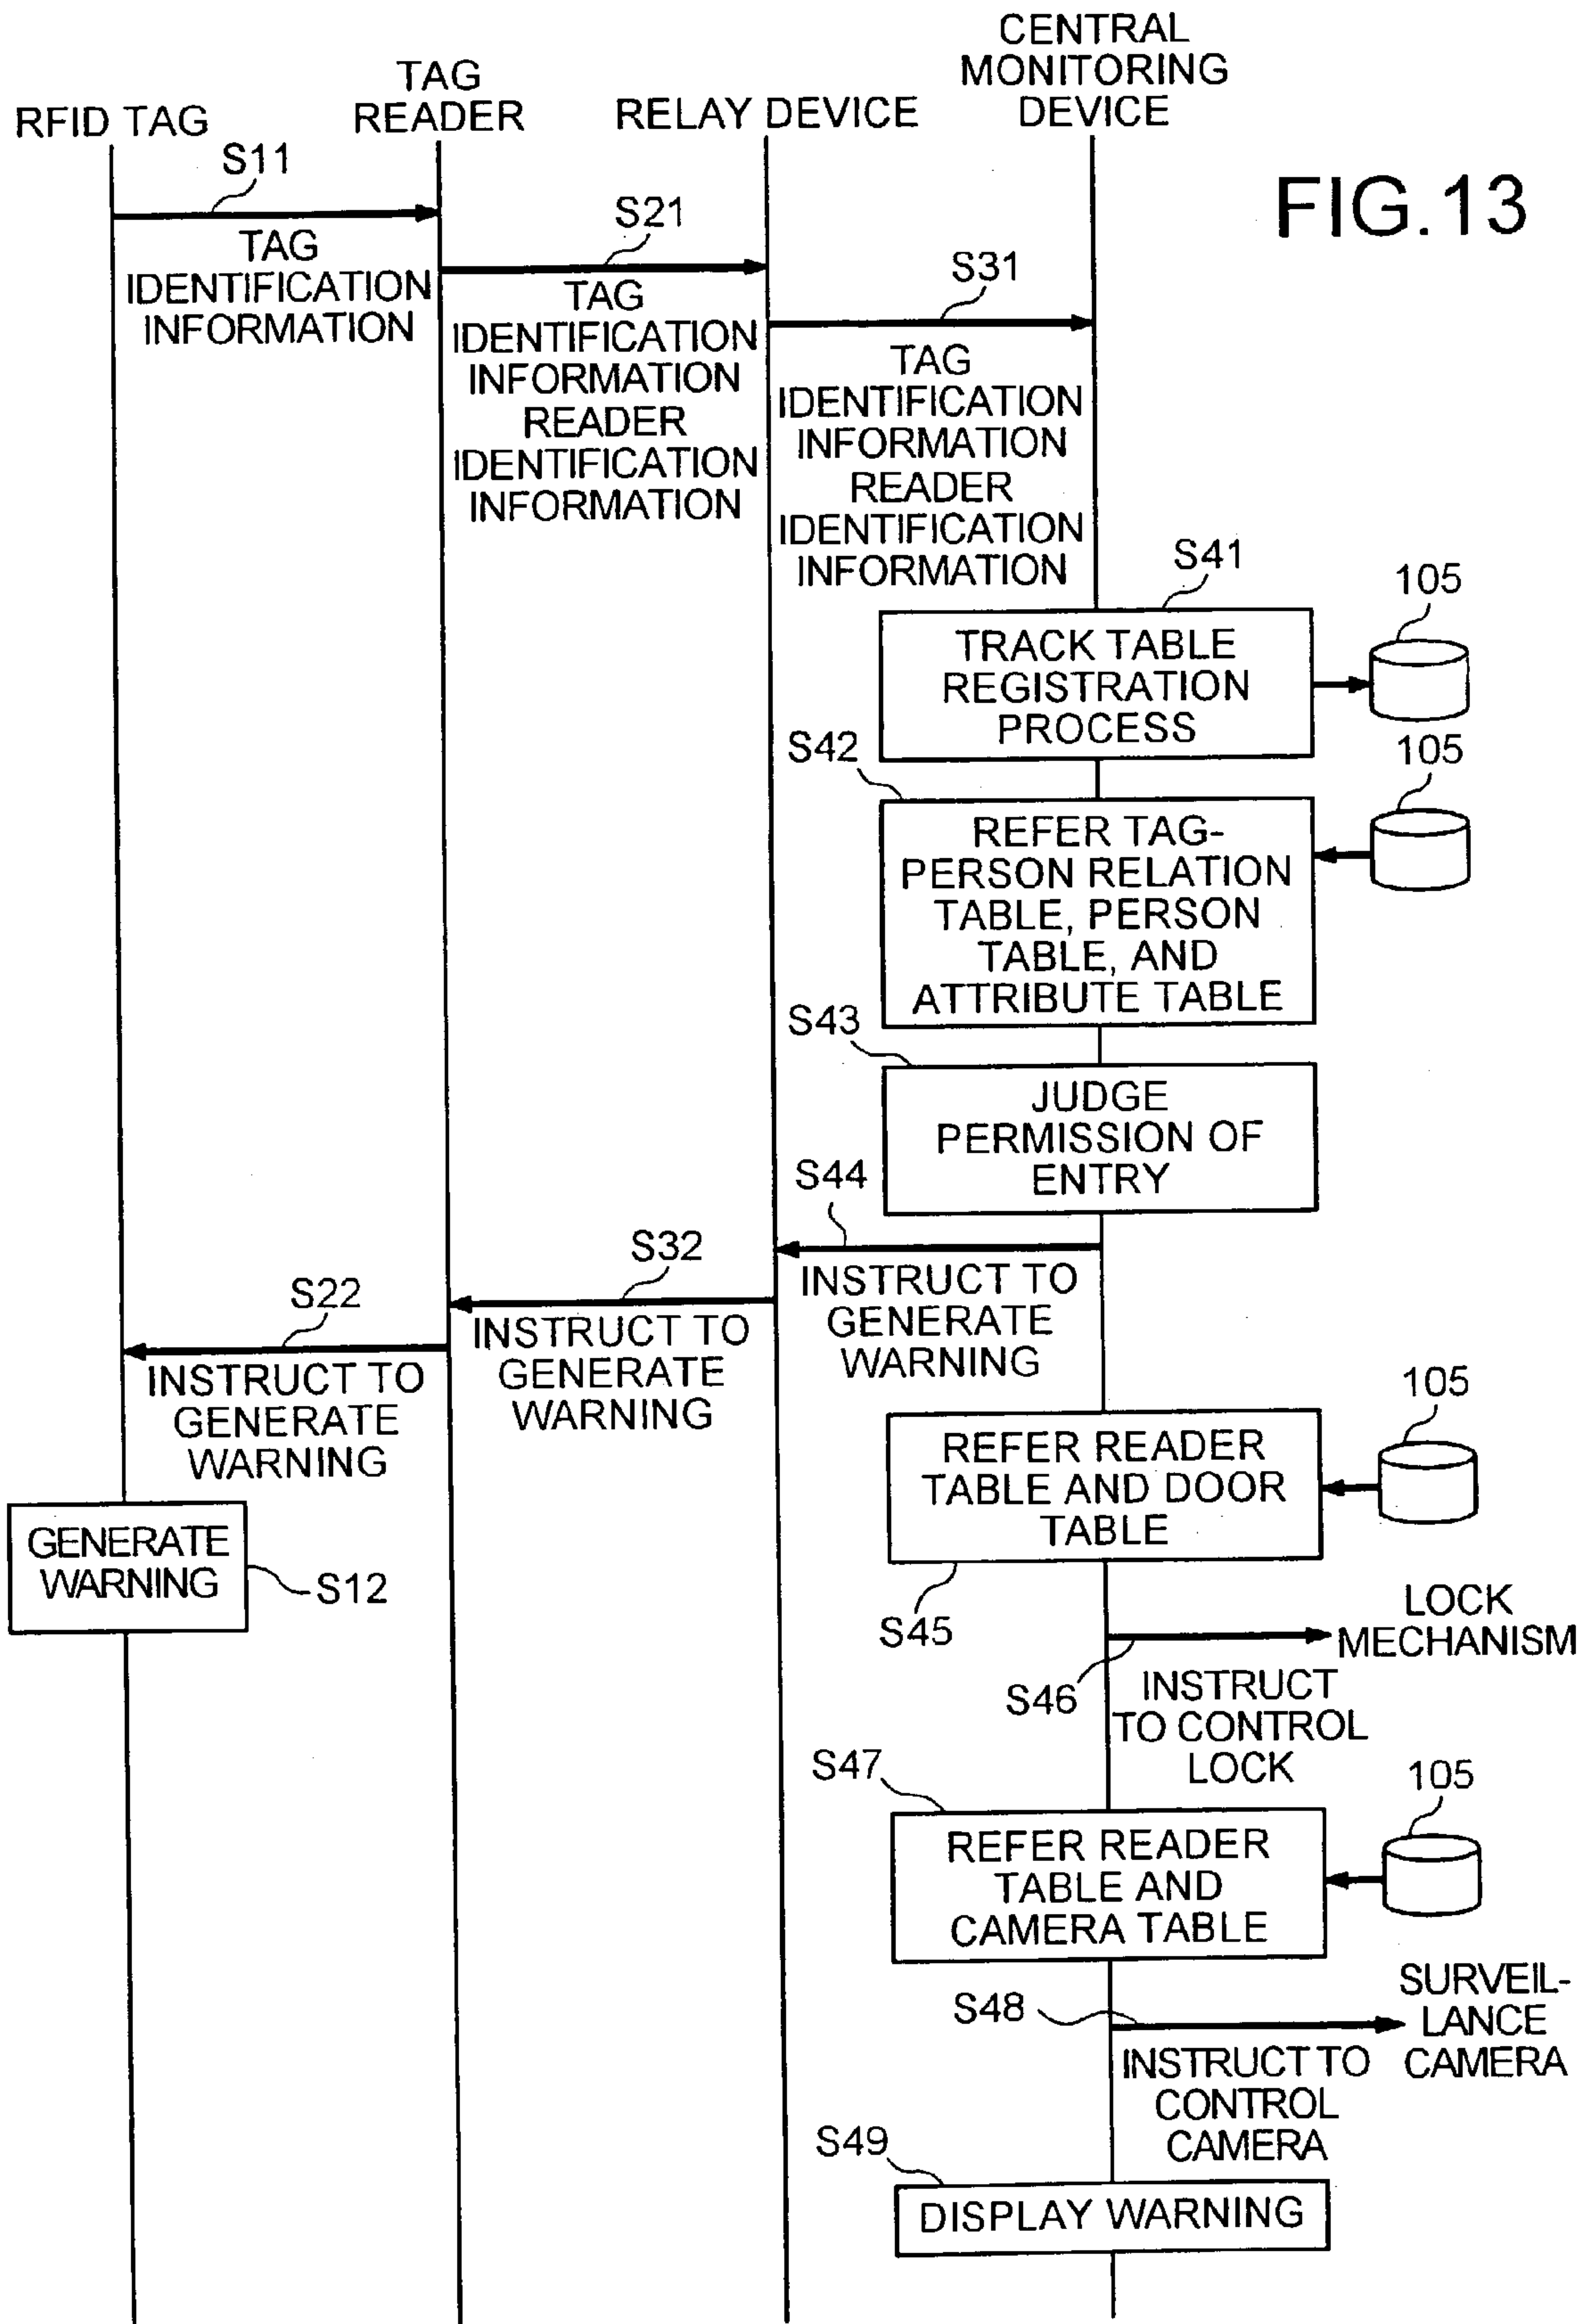 CENTRAL
MONITORING
DEVICE
TAG
READER
RFID TAG
RELAY DEVICE
FIG.13
S11
TAG
IDENTIFICATION
INFORMATION
S21
TAG
IDENTIFICATION
INFORMATION
READER
IDENTIFICATION
INFORMATION
S31
TAG
IDENTIFICATION
INFORMATION
READER
IDENTIFICATION
INFORMATION
S41
105
TRACK TABLE
REGISTRATION
PROCESS
S42
105
REFER TAG-
PERSON RELATION
TABLE, PERSON
TABLE, AND
ATTRIBUTE TABLE
S43
JUDGE
PERMISSION OF
ENTRY
S44
INSTRUCT TO
GENERATE
WARNING
S32
INSTRUCT TO
GENERATE
WARNING
S22
INSTRUCT TO
GENERATE
WARNING
GENERATE
WARNING
S12
105
REFER READER
TABLE AND DOOR
TABLE
S45
LOCK
MECHANISM
S46
INSTRUCT
TO CONTROL
LOCK
S47
105
REFER READER
TABLE AND
CAMERA TABLE
S48
SURVEIL-
LANCE
CAMERA
INSTRUCT TO
CONTROL
CAMERA
S49
DISPLAY WARNING